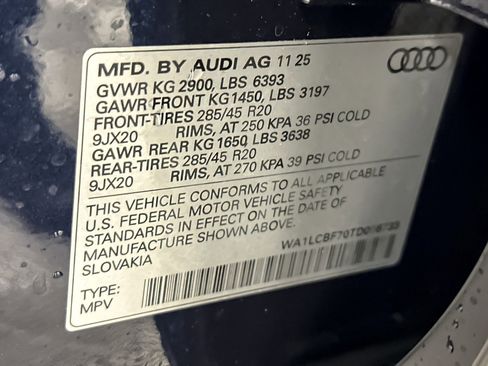 MFD. BY AUDI AG 11 25
GVWR KG 2900, LBS 6393
GAWR FRONT KG1450, LBS 3197
FRONT-TIRES 285/45 R20
9JX20 RIMS, AT 250 KPA 36 PSI COLD
GAWR REAR KG 1650, LBS 3638
REAR-TIRES 285/45 R20
9JX20 RIMS, AT 270 KPA 39 PSI COLD
THIS VEHICLE CONFORMS TO ALL APPLICABLE
U.S. FEDERAL MOTOR VEHICLE SAFETY
STANDARDS IN EFFECT ON THE DATE OF
MANUFACTURE SHOWN ABOVE.
SLOVAKIA
TYPE:
MPV